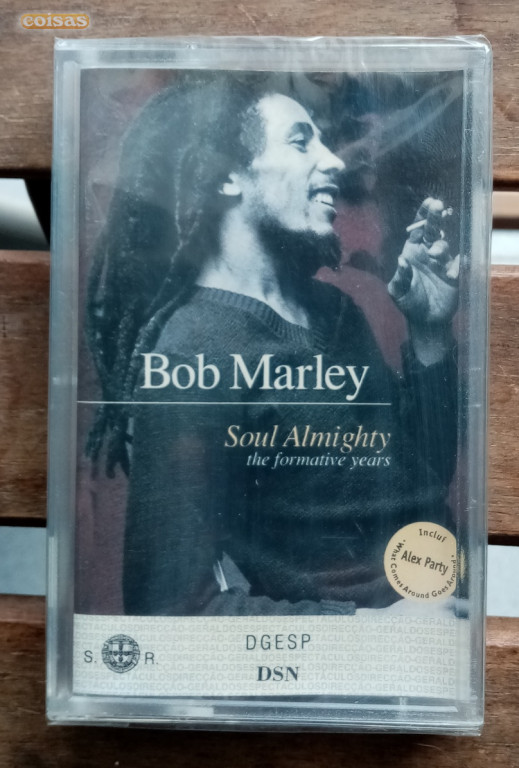 coisas
Bob Marley
Soul Almighty
the formative years
Inclui
Alex Party
"What Comes Around Goes Around"
S. R.
DGESP
DSN